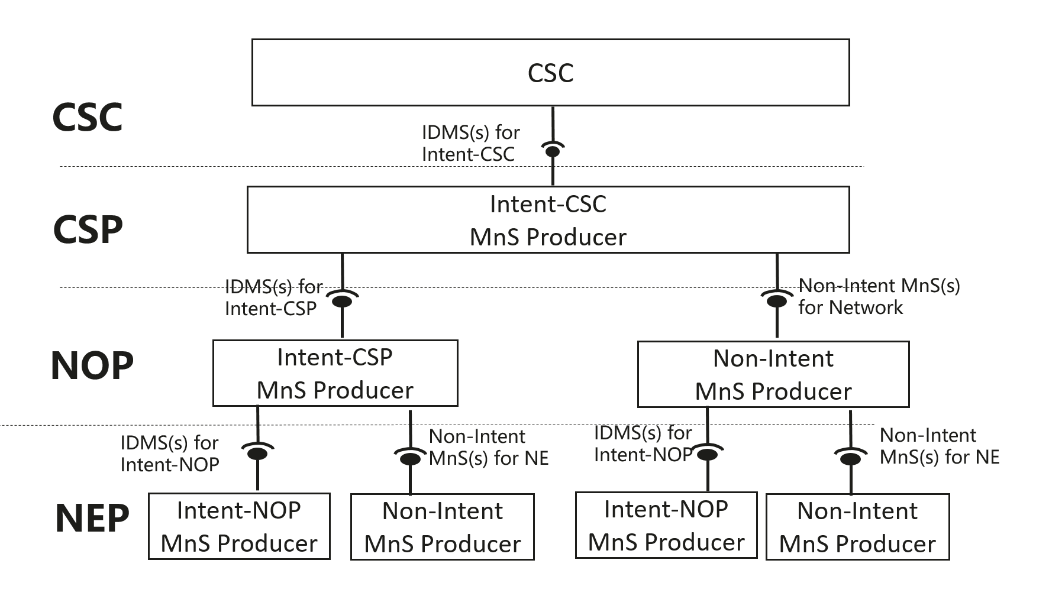 CSC
CSC
IDMS(s) for
Intent-CSC
CSP
Intent-CSC
MnS Producer
IDMS(s) for
Intent-CSP
Non-Intent MnS(s)
for Network
NOP
Intent-CSP
MnS Producer
Non-Intent
MnS Producer
IDMS(s) for
Intent-NOP
Non-Intent
MnS(s) for NE
IDMS(s) for
Intent-NOP
Non-Intent
MnS(s) for NE
NEP
Intent-NOP
MnS Producer
Non-Intent
MnS Producer
Intent-NOP
MnS Producer
Non-Intent
MnS Producer